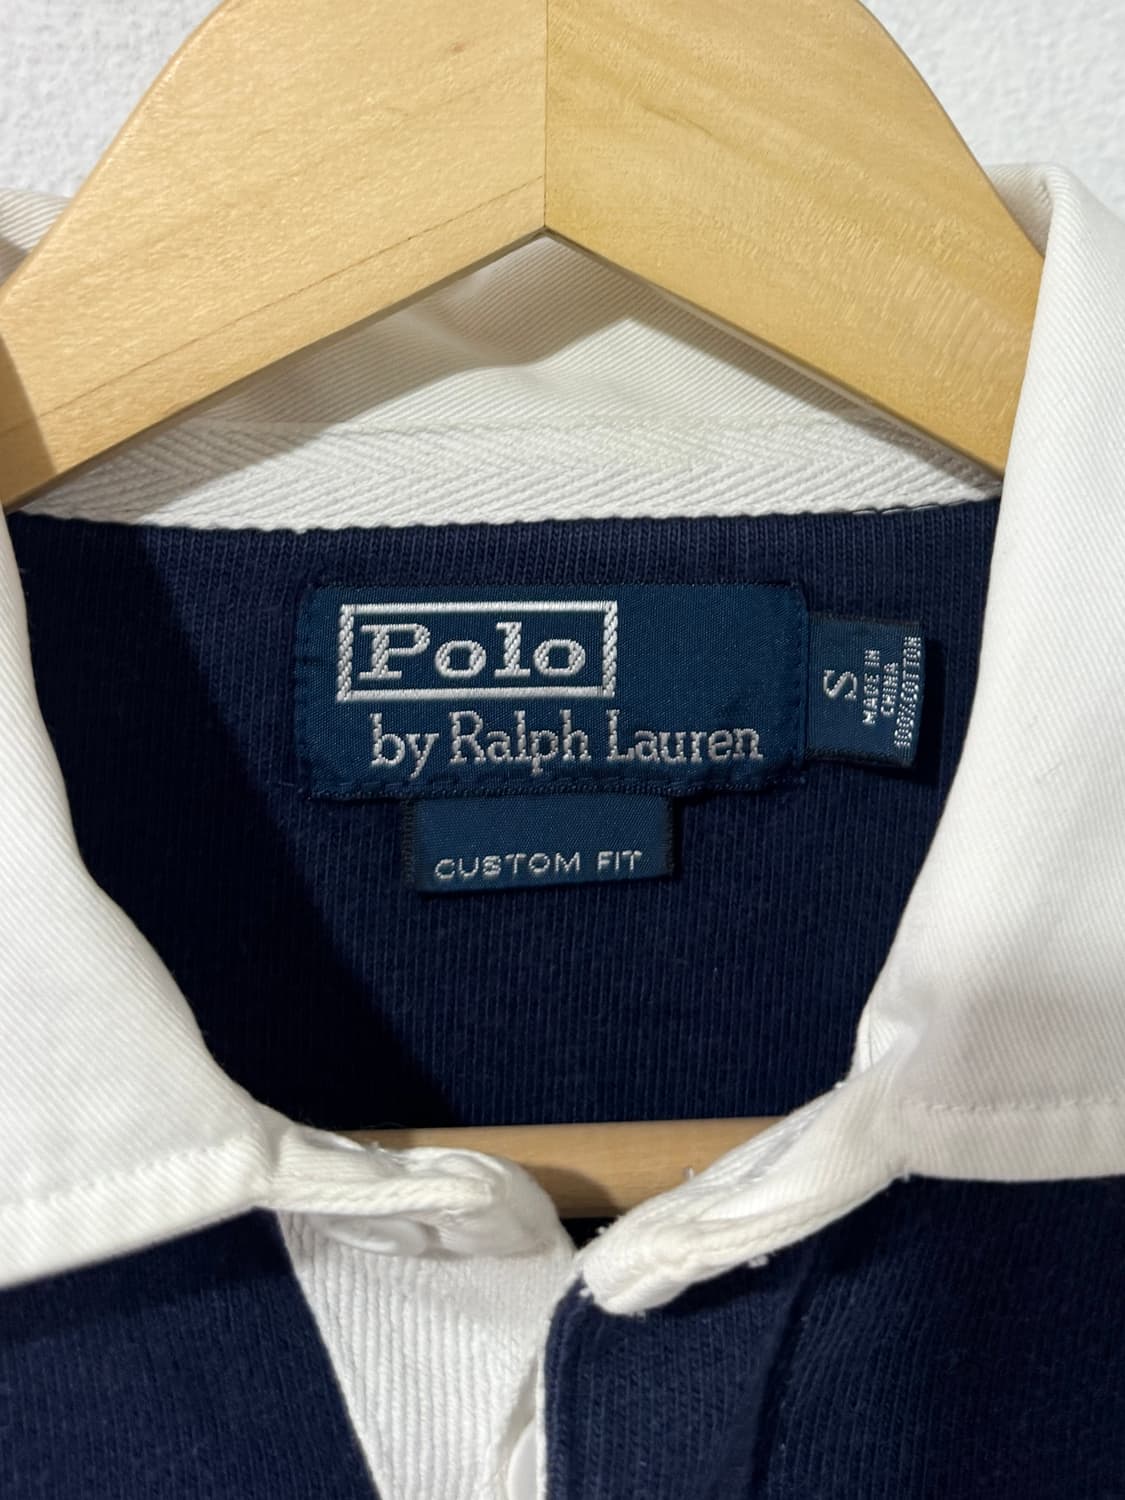 Polo
by Ralph Lauren
S
MADE IN
CHINA
100% COTTON
CUSTOM FIT